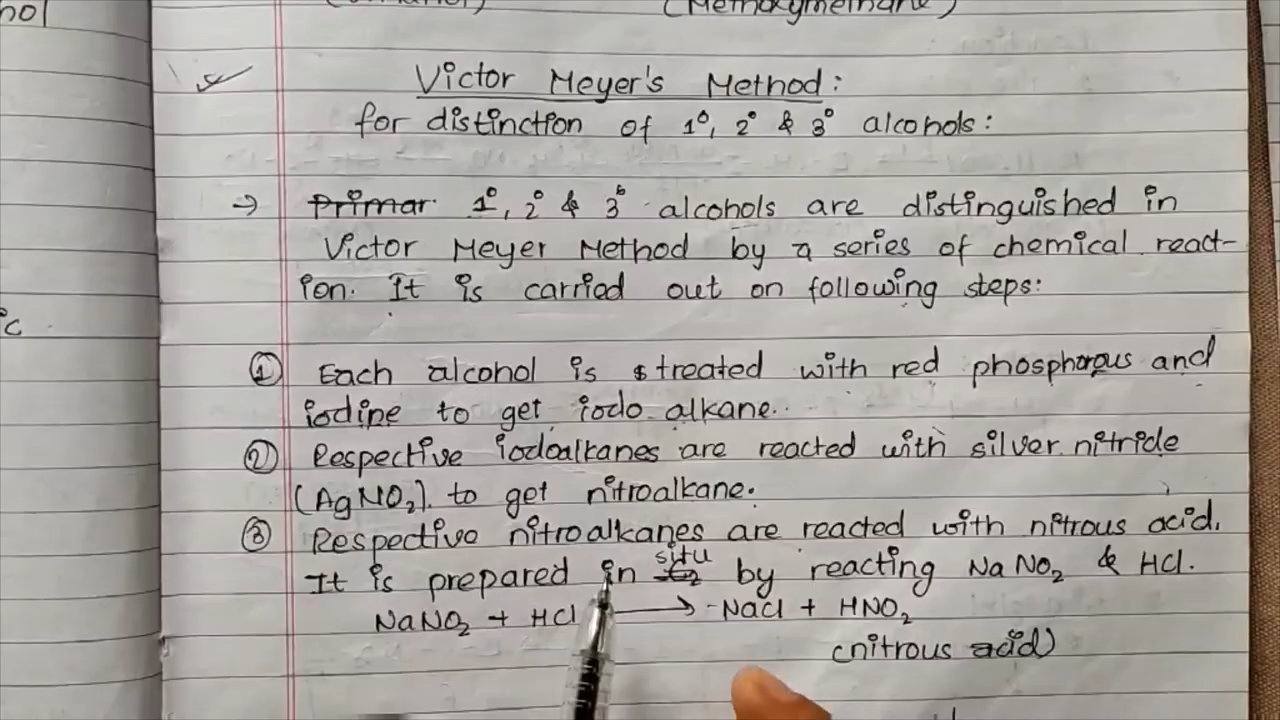 (Methoxymethane)
Victor Meyer's Method:
for distinction of 1°, 2° & 3° alcohols:
→ Primar 1°, 2° & 3° alcohols are distinguished in
Victor Meyer Method by a series of chemical react-
ion. It is carried out on following steps:
① Each alcohol is treated with red phosphorous and
iodine to get iodo alkane.
② Respective iodoalkanes are reacted with silver nitride
(AgNO₂). to get nitroalkane.
③ Respective nitroalkanes are reacted with nitrous acid.
It is prepared in situ by reacting NaNO₂ & HCl.
NaNO₂ + HCl → NaCl + HNO₂
(nitrous acid)